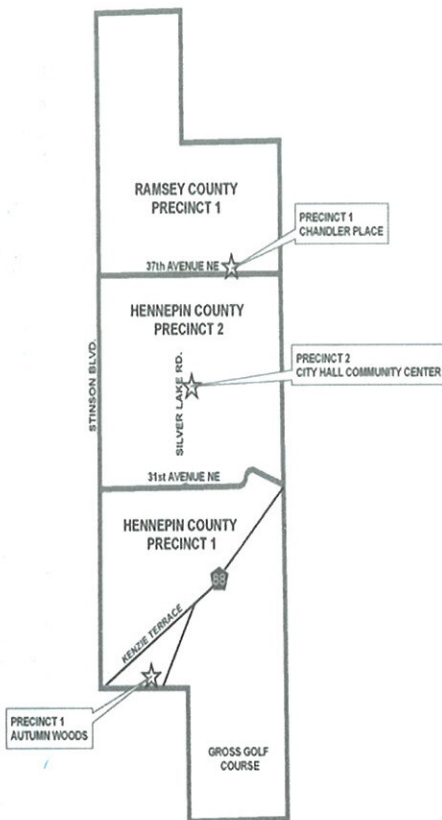 RAMSEY COUNTY
PRECINCT 1
PRECINCT 1
CHANDLER PLACE
37th AVENUE NE
HENNEPIN COUNTY
PRECINCT 2
STINSON BLVD.
SILVER LAKE RD.
PRECINCT 2
CITY HALL COMMUNITY CENTER
31st AVENUE NE
HENNEPIN COUNTY
PRECINCT 1
88
KENZIE TERRACE
PRECINCT 1
AUTUMN WOODS
GROSS GOLF
COURSE